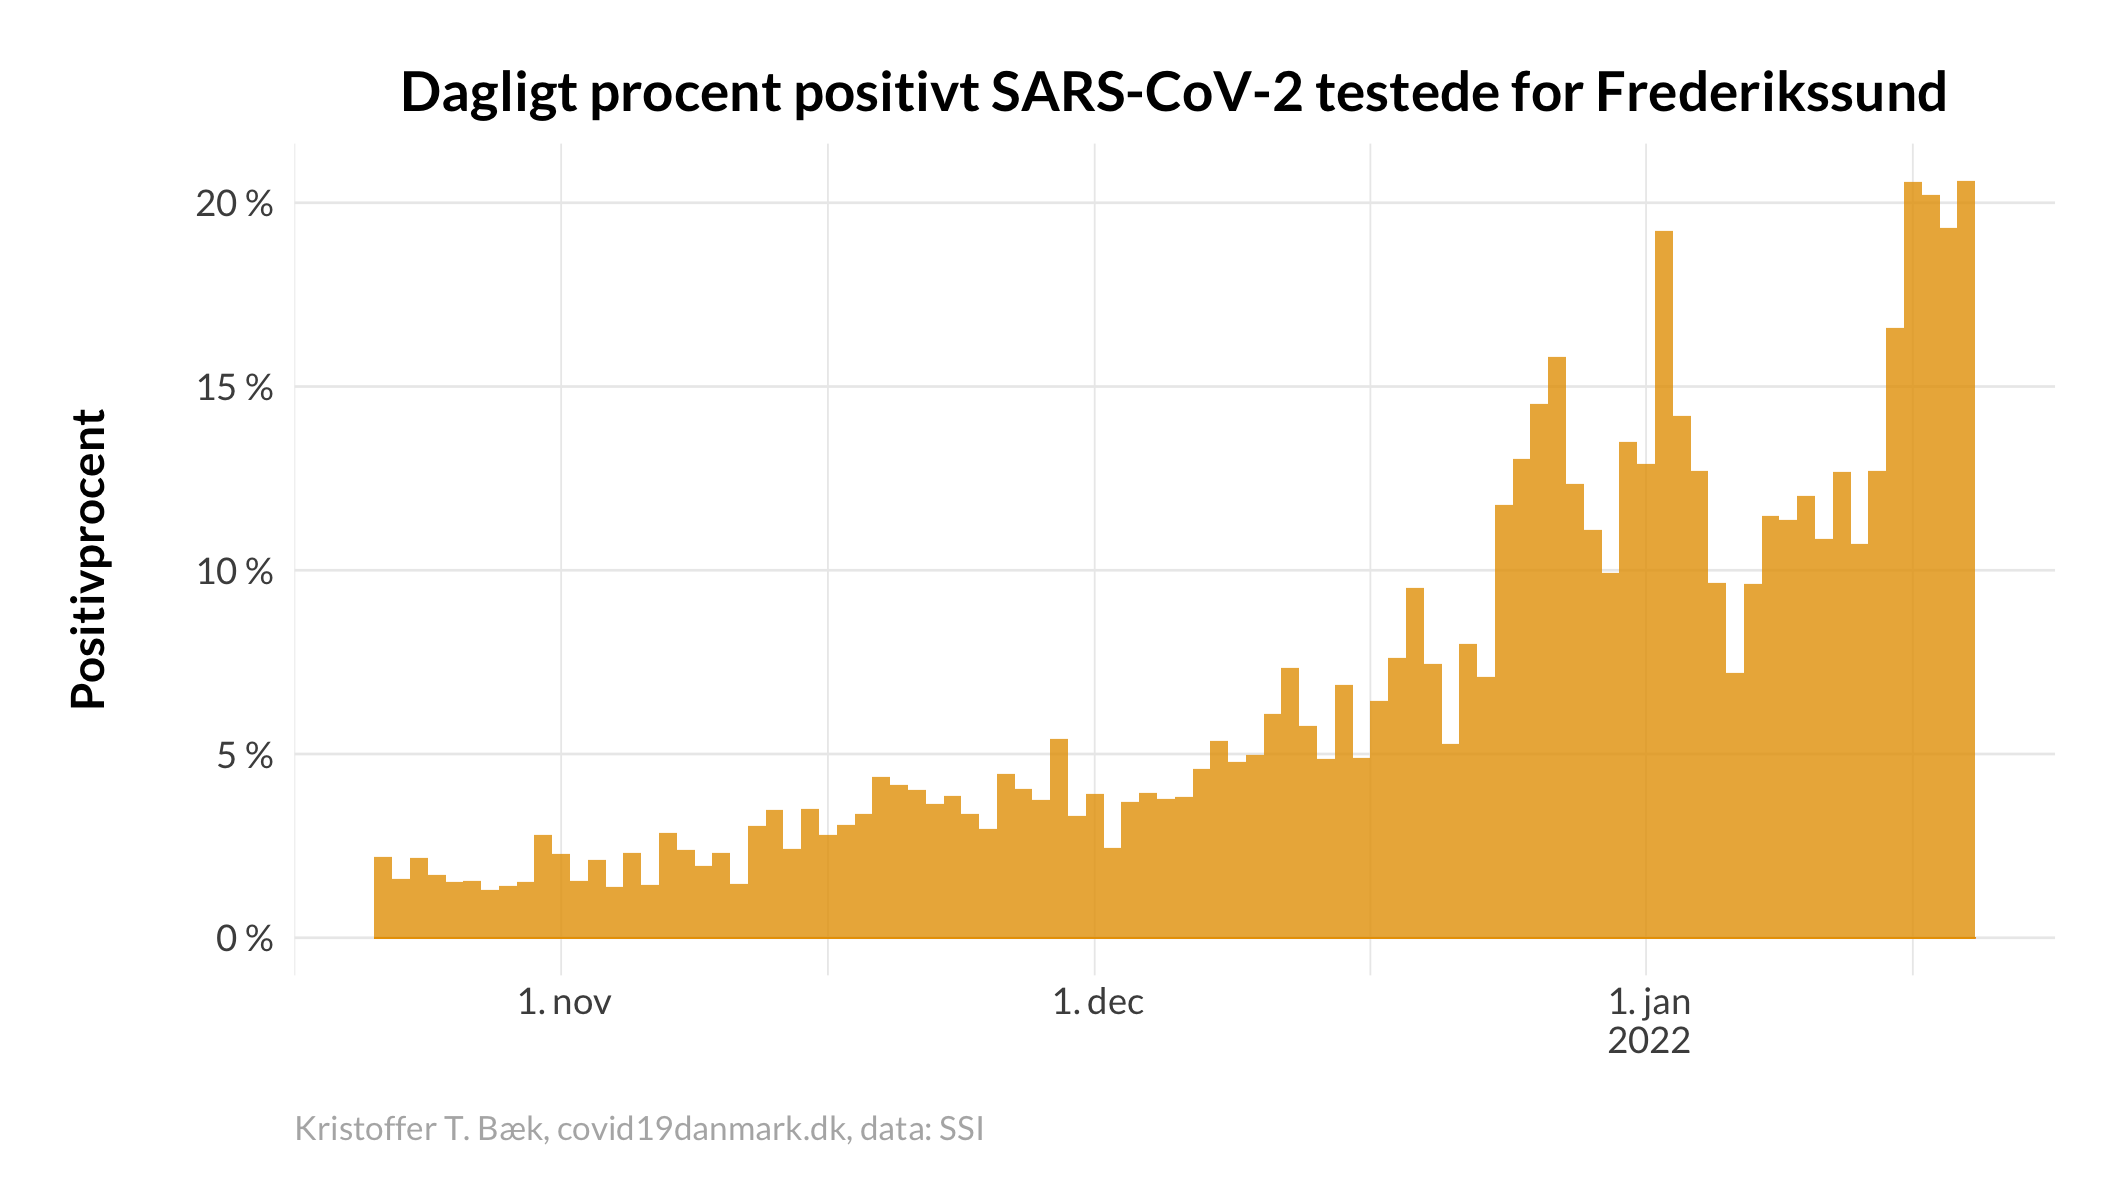 Dagligt procent positivt SARS-CoV-2 testede for Frederikssund
Positivprocent
20 %
15 %
10 %
5 %
0 %
1. nov
1. dec
1. jan
2022
Kristoffer T. Bæk, covid19danmark.dk, data: SSI